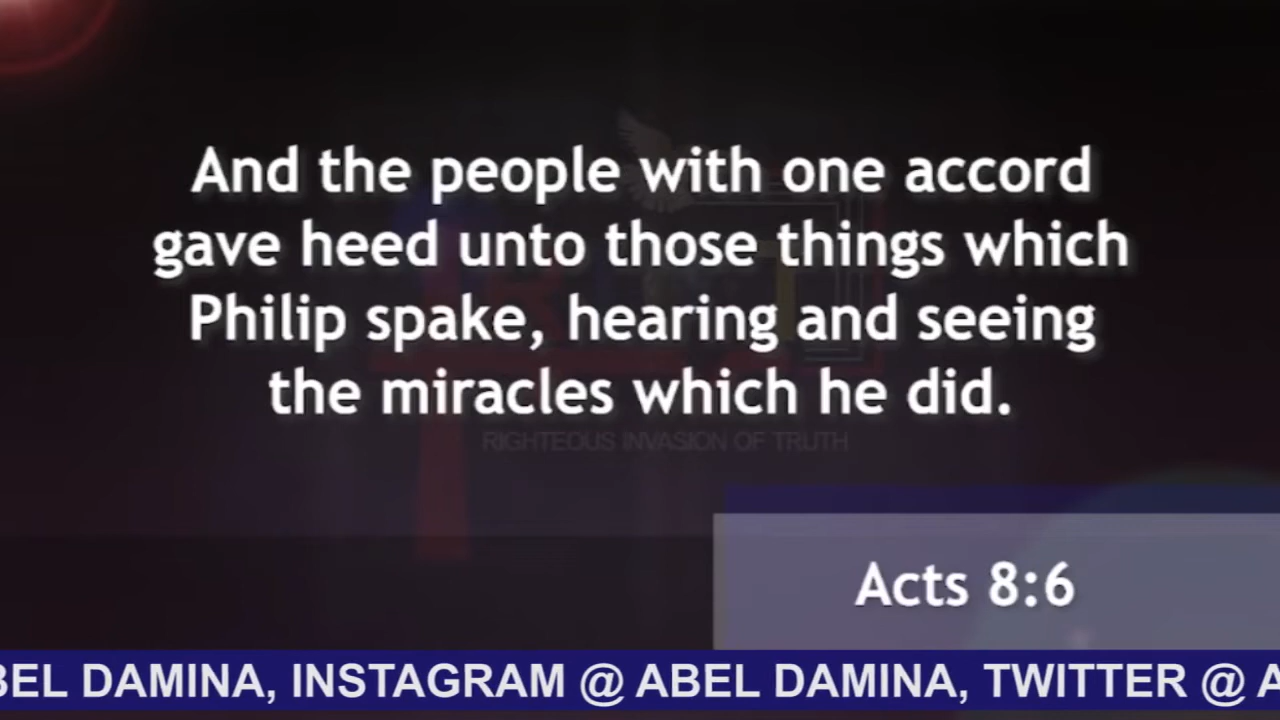 And the people with one accord
gave heed unto those things which
Philip spake, hearing and seeing
the miracles which he did.
RIGHTEOUS INVASION OF TRUTH
Acts 8:6
BEL DAMINA, INSTAGRAM @ ABEL DAMINA, TWITTER @ A